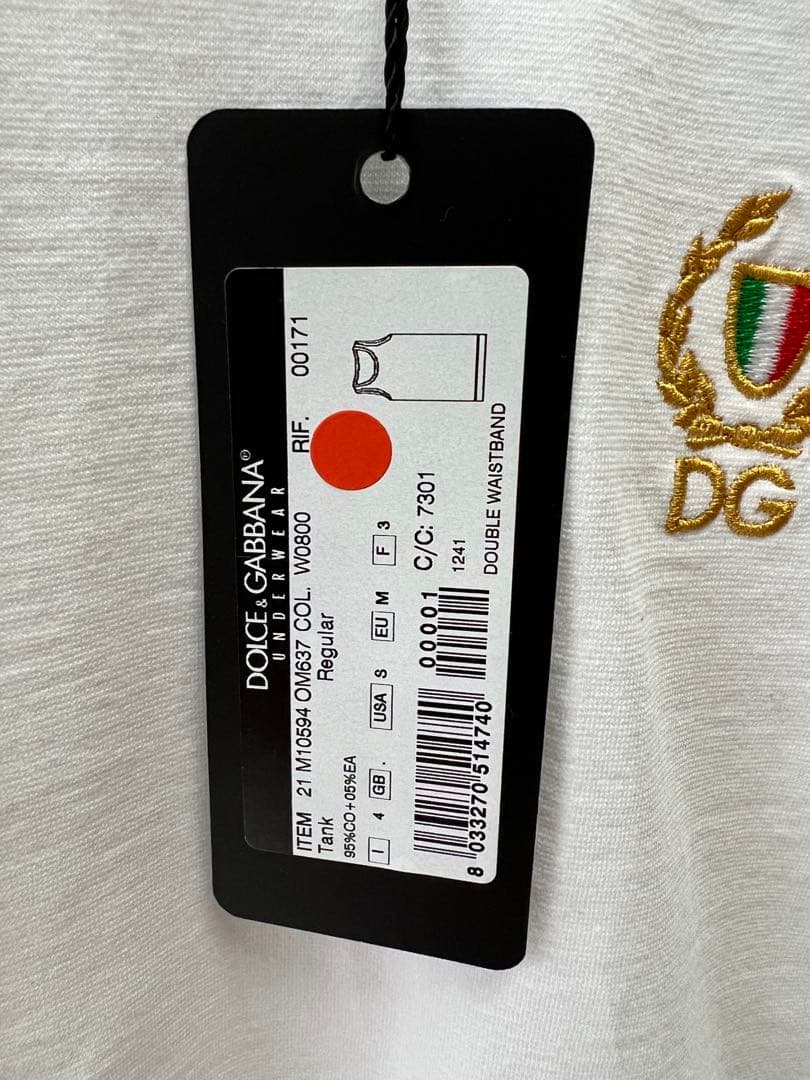 DOLCE & GABBANA®
UNDERWEAR
ITEM 21 M10594 OM637 COL. W0800 RIF. 00171
Tank Regular
95%CO+05%EA
I 4 GB . USA S EU M F 3
00001 C/C: 7301
1241
8 033270 514740
DOUBLE WAISTBAND
DG